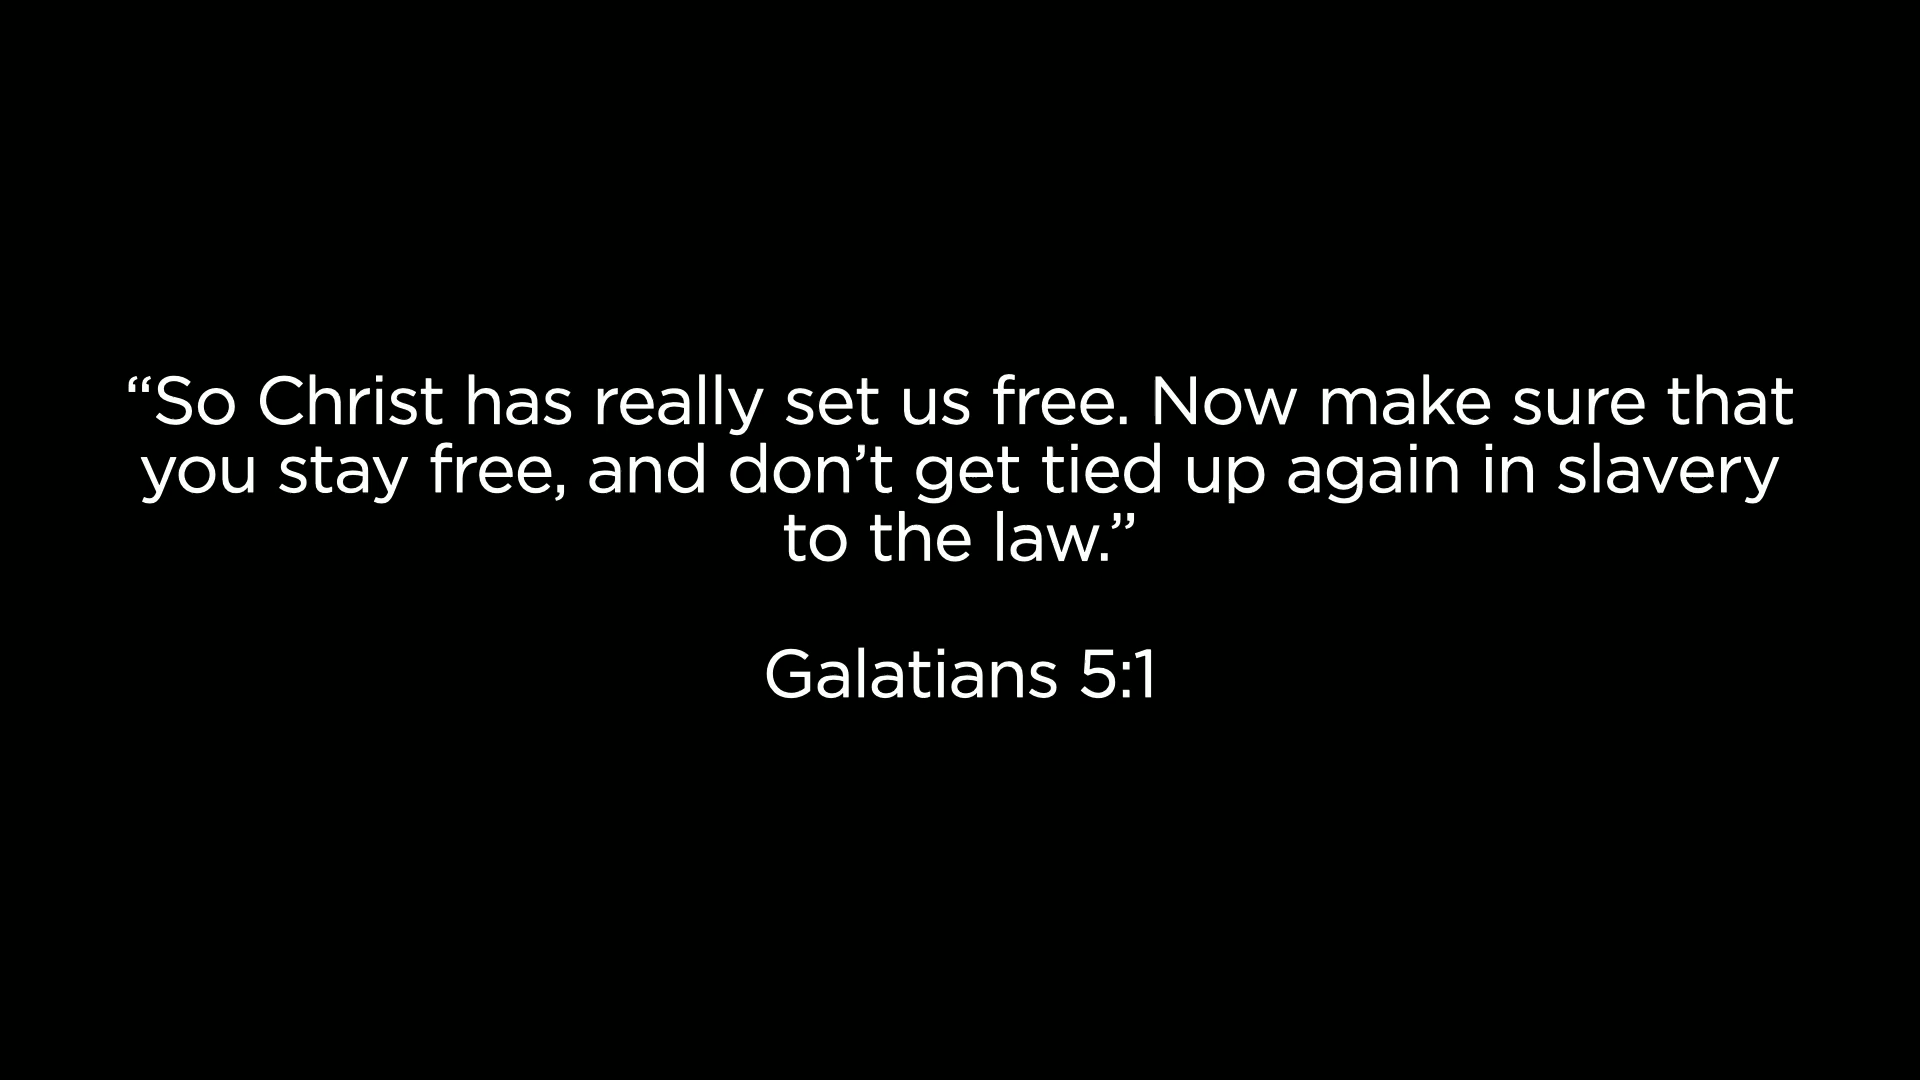 “So Christ has really set us free. Now make sure that
you stay free, and don’t get tied up again in slavery
to the law.”
Galatians 5:1